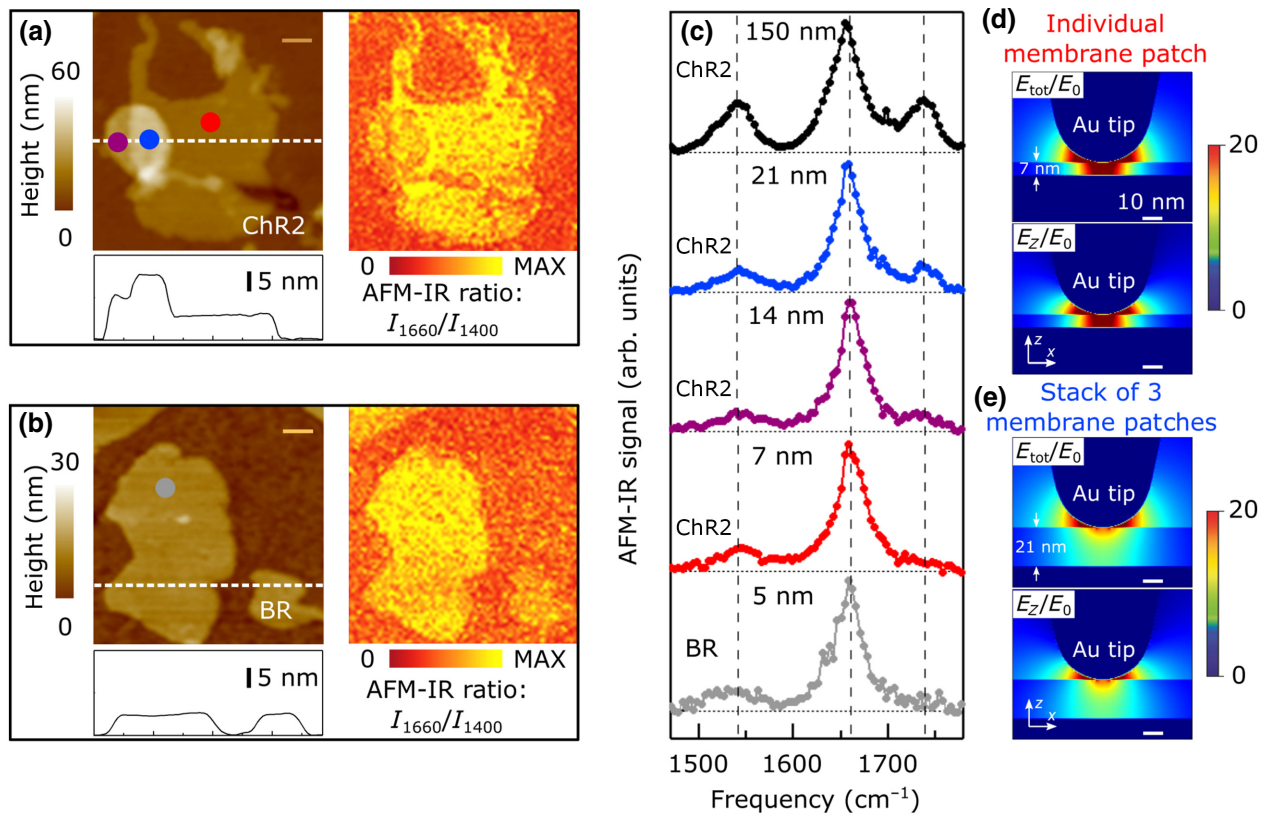 (a)
60
Height (nm)
0
ChR2
5 nm
0 MAX
AFM-IR ratio:
I1660/I1400
(b)
30
Height (nm)
0
BR
5 nm
0 MAX
AFM-IR ratio:
I1660/I1400
(c)
AFM-IR signal (arb. units)
150 nm
ChR2
21 nm
ChR2
14 nm
ChR2
7 nm
ChR2
5 nm
BR
1500 1600 1700
Frequency (cm⁻¹)
(d)
Individual
membrane patch
Etot/E0
Au tip
7 nm
10 nm
EZ/E0
Au tip
z
x
20
0
(e)
Stack of 3
membrane patches
Etot/E0
Au tip
21 nm
EZ/E0
Au tip
z
x
20
0